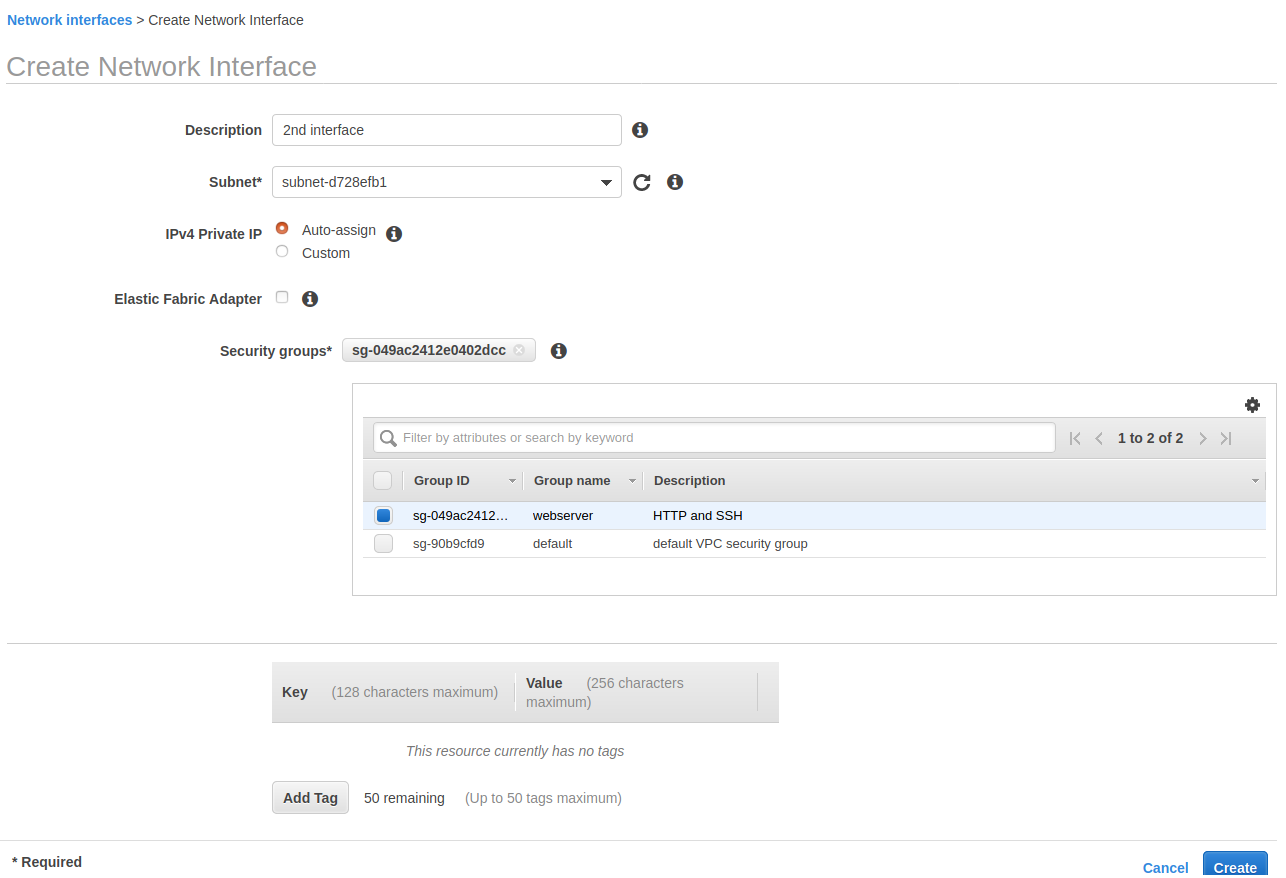 Network interfaces > Create Network Interface
Create Network Interface
Description 2nd interface
Subnet* subnet-d728efb1
IPv4 Private IP Auto-assign
Custom
Elastic Fabric Adapter
Security groups* sg-049ac2412e0402dcc
Filter by attributes or search by keyword 1 to 2 of 2
Group ID Group name Description
sg-049ac2412… webserver HTTP and SSH
sg-90b9cfd9 default default VPC security group
Key (128 characters maximum) Value (256 characters
maximum)
This resource currently has no tags
Add Tag 50 remaining (Up to 50 tags maximum)
* Required Cancel Create